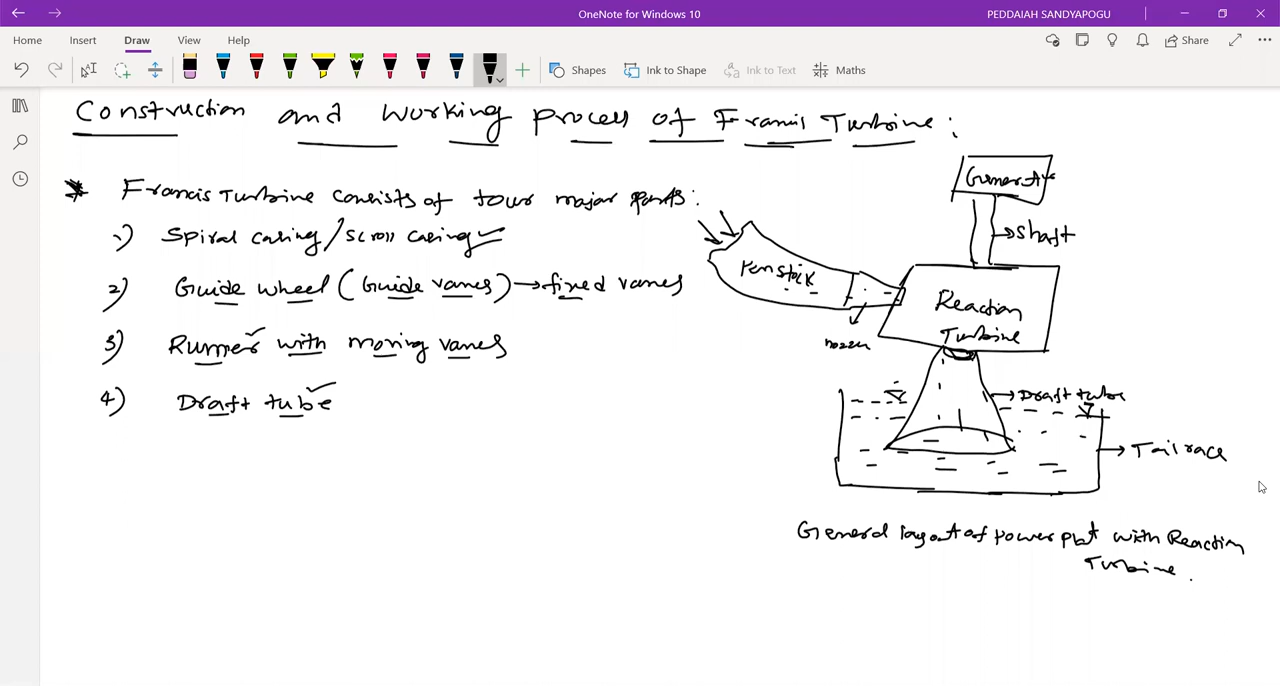 OneNote for Windows 10
PEDDAIAH SANDYAPOGU
Home Insert Draw View Help
Share
Shapes Ink to Shape Ink to Text Maths
Construction and working process of Francis Turbine :
* Francis Turbine consists of four major parts :
1) Spiral casing/scroll casing
2) Guide wheel (Guide vanes) → fixed vanes
3) Runner with moving vanes
4) Draft tube
Generator
shaft
Penstock
Reaction
Turbine
Draft tube
Tail race
General layout of power plant with Reaction
Turbine.